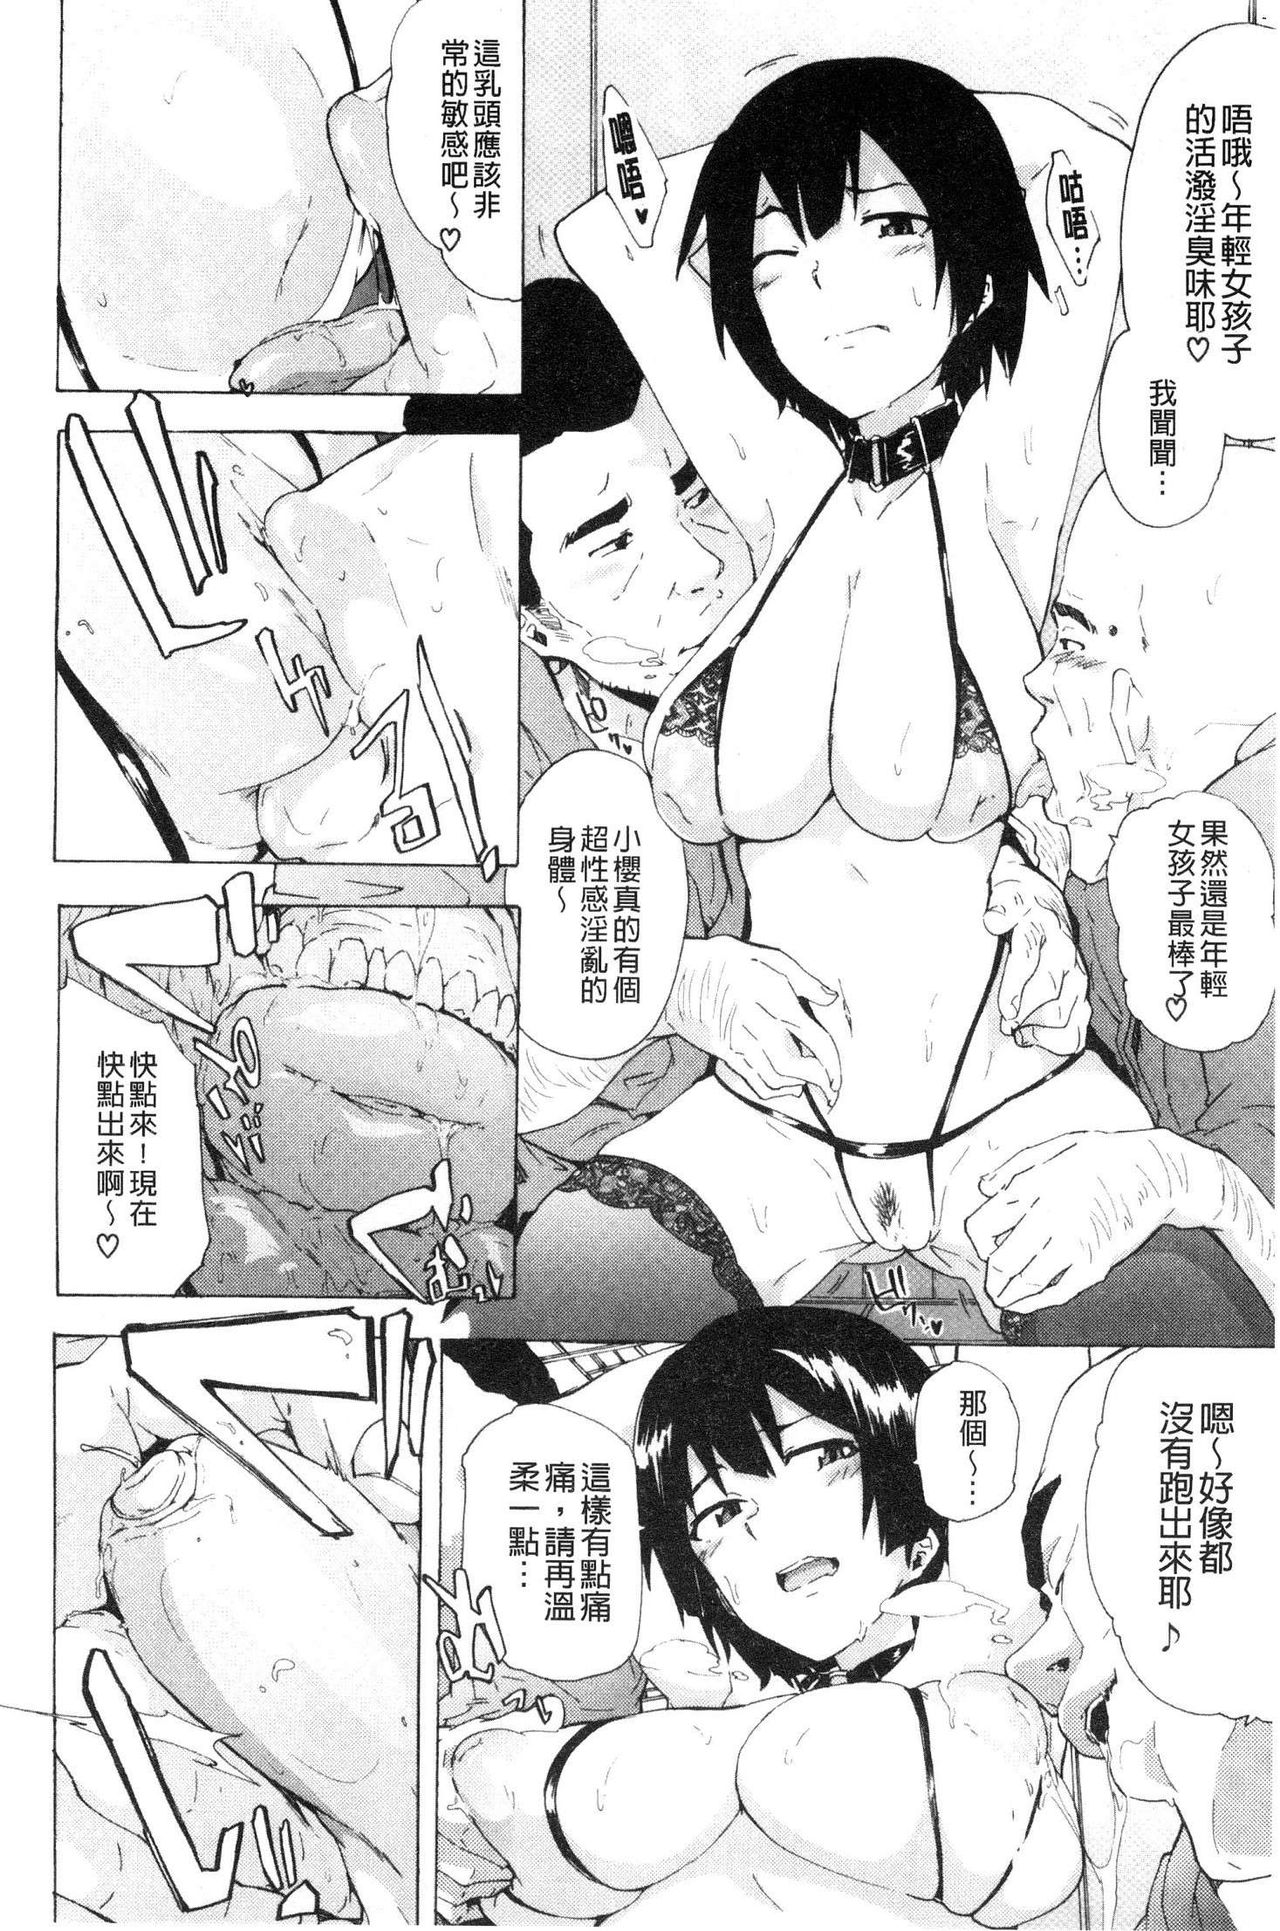 唔哦～年輕女孩子
的活潑淫臭味耶♡
我聞聞…
咕唔…
嗯唔♥
果然還是年輕
女孩子最棒了♡
小櫻真的有個
超性感淫亂的
身體～
這乳頭應該非
常的敏感吧～♡
快點來！現在
快點出來啊～♡
嗯～好像都
沒有跑出來耶♪
那個～…
這樣有點痛
痛，請再溫
柔一點…